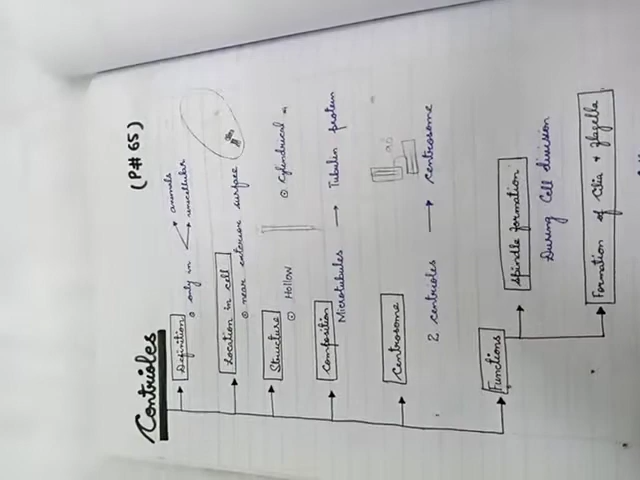 Centrioles (P# 65)
Definition
⊙ only in → animals
→ unicellular
Location in cell
⊙ near exterior surface
Structure
⊙ Hollow ⊙ Cylindrical
Composition
Microtubules → Tubulin protein
Centrosome
2 centrioles → centrosome
Functions
Spindle formation
During Cell division
Formation of Cilia & flagella